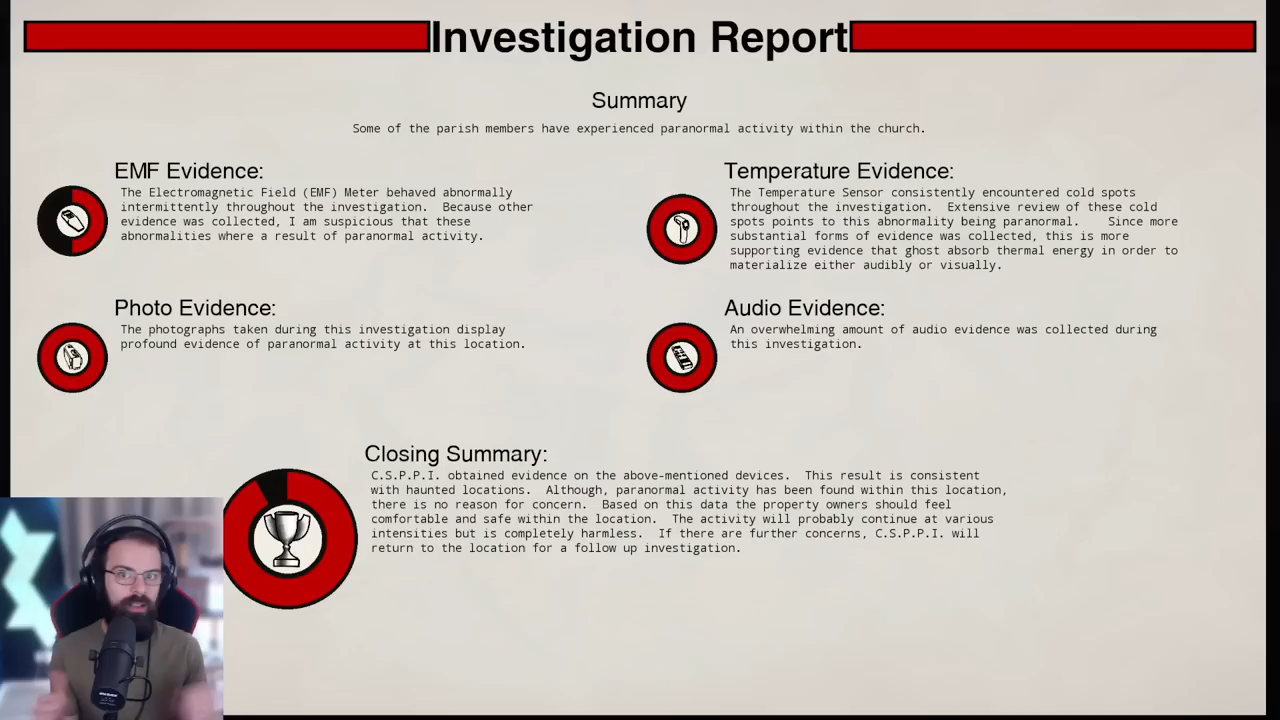 Investigation Report
Summary
Some of the parish members have experienced paranormal activity within the church.
EMF Evidence:
The Electromagnetic Field (EMF) Meter behaved abnormally
intermittently throughout the investigation.  Because other
evidence was collected, I am suspicious that these
abnormalities where a result of paranormal activity.
Temperature Evidence:
The Temperature Sensor consistently encountered cold spots
throughout the investigation.  Extensive review of these cold
spots points to this abnormality being paranormal.    Since more
substantial forms of evidence was collected, this is more
supporting evidence that ghost absorb thermal energy in order to
materialize either audibly or visually.
Photo Evidence:
The photographs taken during this investigation display
profound evidence of paranormal activity at this location.
Audio Evidence:
An overwhelming amount of audio evidence was collected during
this investigation.
Closing Summary:
C.S.P.P.I. obtained evidence on the above-mentioned devices.  This result is consistent
with haunted locations.  Although, paranormal activity has been found within this location,
there is no reason for concern.  Based on this data the property owners should feel
comfortable and safe within the location.  The activity will probably continue at various
intensities but is completely harmless.  If there are further concerns, C.S.P.P.I. will
return to the location for a follow up investigation.